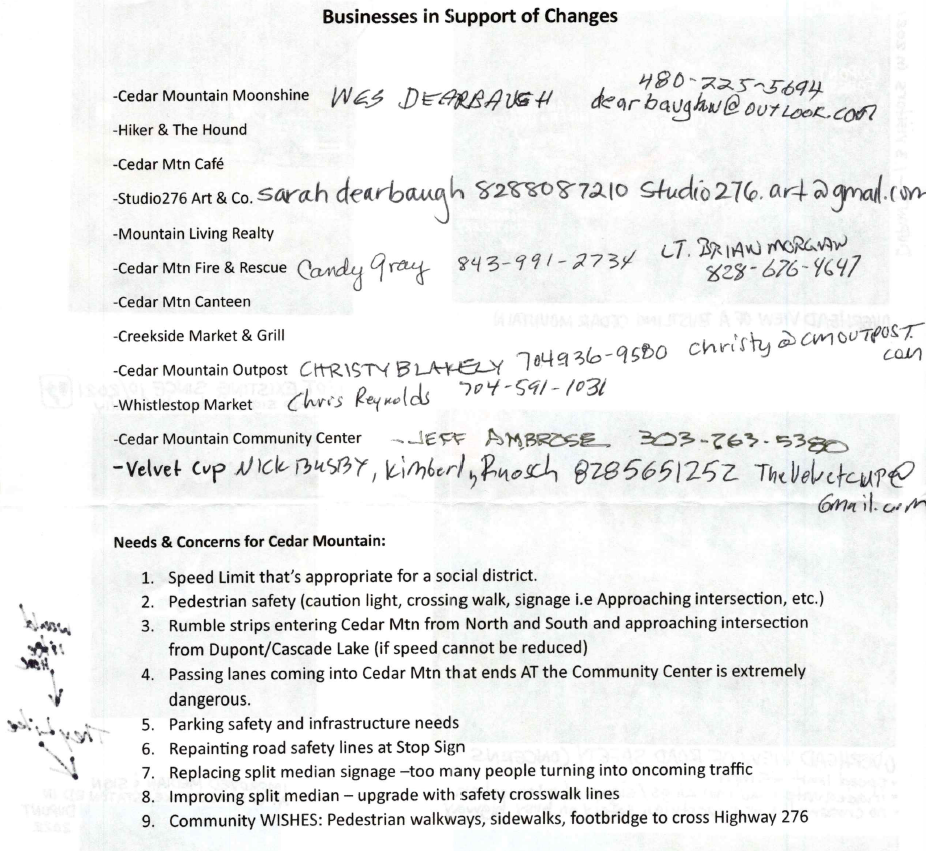 Businesses in Support of Changes
-Cedar Mountain Moonshine WES DEARBAUGH 480-225-5694 dearbaughw@OUTLOOK.COM
-Hiker & The Hound
-Cedar Mtn Café
-Studio276 Art & Co. sarah dearbaugh 8288087210 Studio276.art@gmail.com
-Mountain Living Realty
-Cedar Mtn Fire & Rescue Candy Gray 843-991-2734 LT. BRIAN MORGAN 828-676-4647
-Cedar Mtn Canteen
-Creekside Market & Grill
-Cedar Mountain Outpost CHRISTY BLAKELY 704936-9580 christy@CMOUTPOST.com
-Whistlestop Market Chris Reynolds 704-591-1031
-Cedar Mountain Community Center -JEFF AMBROSE 303-263-5380
-Velvet Cup NICK BUSBY, Kimberly 8285651252 TheVelvetcup@Gmail.com
Needs & Concerns for Cedar Mountain:
1. Speed Limit that's appropriate for a social district.
2. Pedestrian safety (caution light, crossing walk, signage i.e Approaching intersection, etc.)
3. Rumble strips entering Cedar Mtn from North and South and approaching intersection
from Dupont/Cascade Lake (if speed cannot be reduced)
4. Passing lanes coming into Cedar Mtn that ends AT the Community Center is extremely
dangerous.
5. Parking safety and infrastructure needs
6. Repainting road safety lines at Stop Sign
7. Replacing split median signage –too many people turning into oncoming traffic
8. Improving split median – upgrade with safety crosswalk lines
9. Community WISHES: Pedestrian walkways, sidewalks, footbridge to cross Highway 276